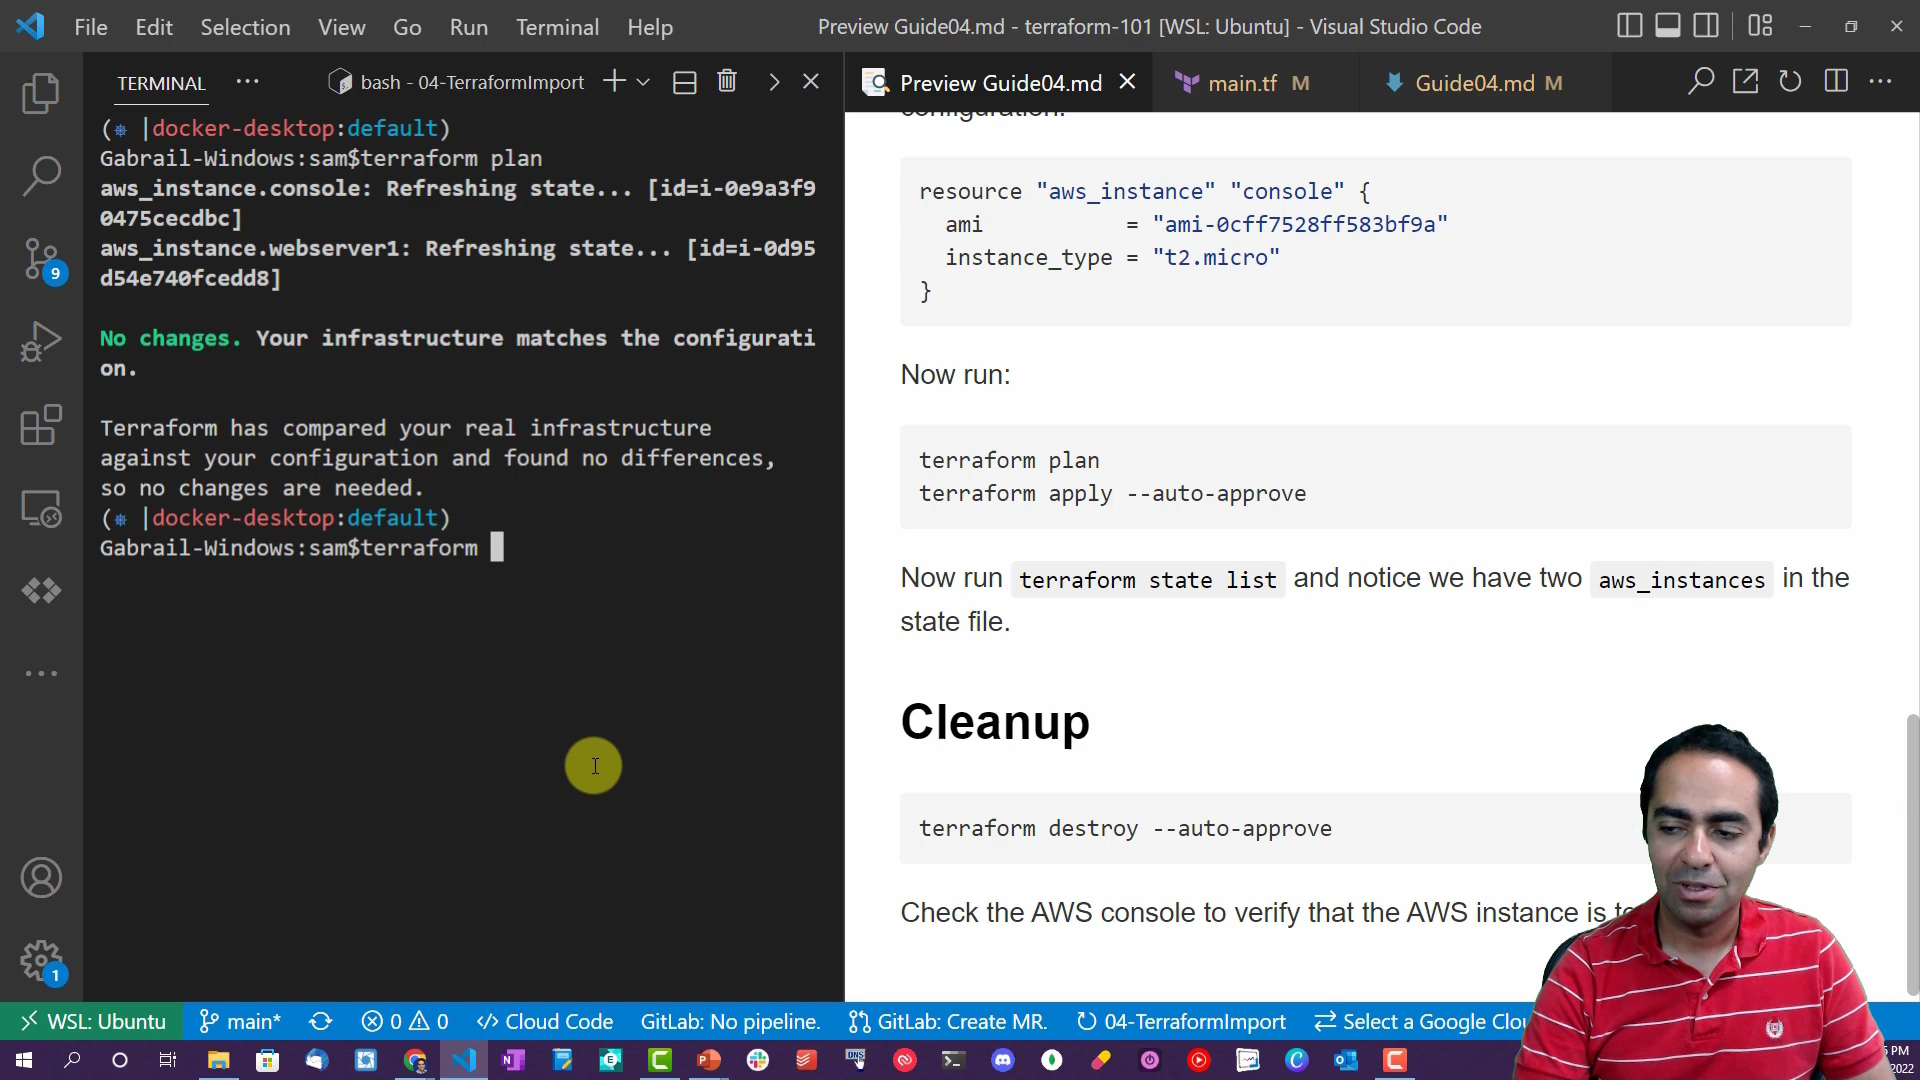 File Edit Selection View Go Run Terminal Help
Preview Guide04.md - terraform-101 [WSL: Ubuntu] - Visual Studio Code
TERMINAL
bash - 04-TerraformImport
(⎈ |docker-desktop:default)
Gabrail-Windows:sam$terraform plan
aws_instance.console: Refreshing state... [id=i-0e9a3f9
0475cecdbc]
aws_instance.webserver1: Refreshing state... [id=i-0d95
d54e740fcedd8]
No changes. Your infrastructure matches the configurati
on.
Terraform has compared your real infrastructure
against your configuration and found no differences,
so no changes are needed.
(⎈ |docker-desktop:default)
Gabrail-Windows:sam$terraform
9
1
Preview Guide04.md
main.tf M
Guide04.md M
configuration.
resource "aws_instance" "console" {
ami = "ami-0cff7528ff583bf9a"
instance_type = "t2.micro"
}
Now run:
terraform plan
terraform apply --auto-approve
Now run terraform state list and notice we have two aws_instances in the
state file.
Cleanup
terraform destroy --auto-approve
Check the AWS console to verify that the AWS instance is
WSL: Ubuntu main* 0 0 Cloud Code GitLab: No pipeline. GitLab: Create MR. 04-TerraformImport Select a Google
DNS
PM
2022